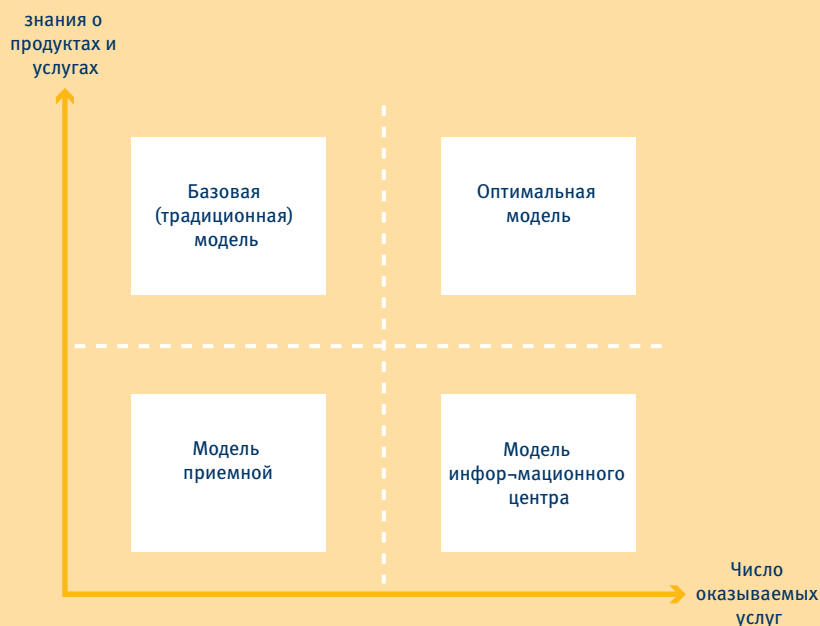 знания о
продуктах и
услугах
Базовая
(традиционная)
модель
Оптимальная
модель
Модель
приемной
Модель
инфор¬мационного
центра
Число
оказываемых
услуг